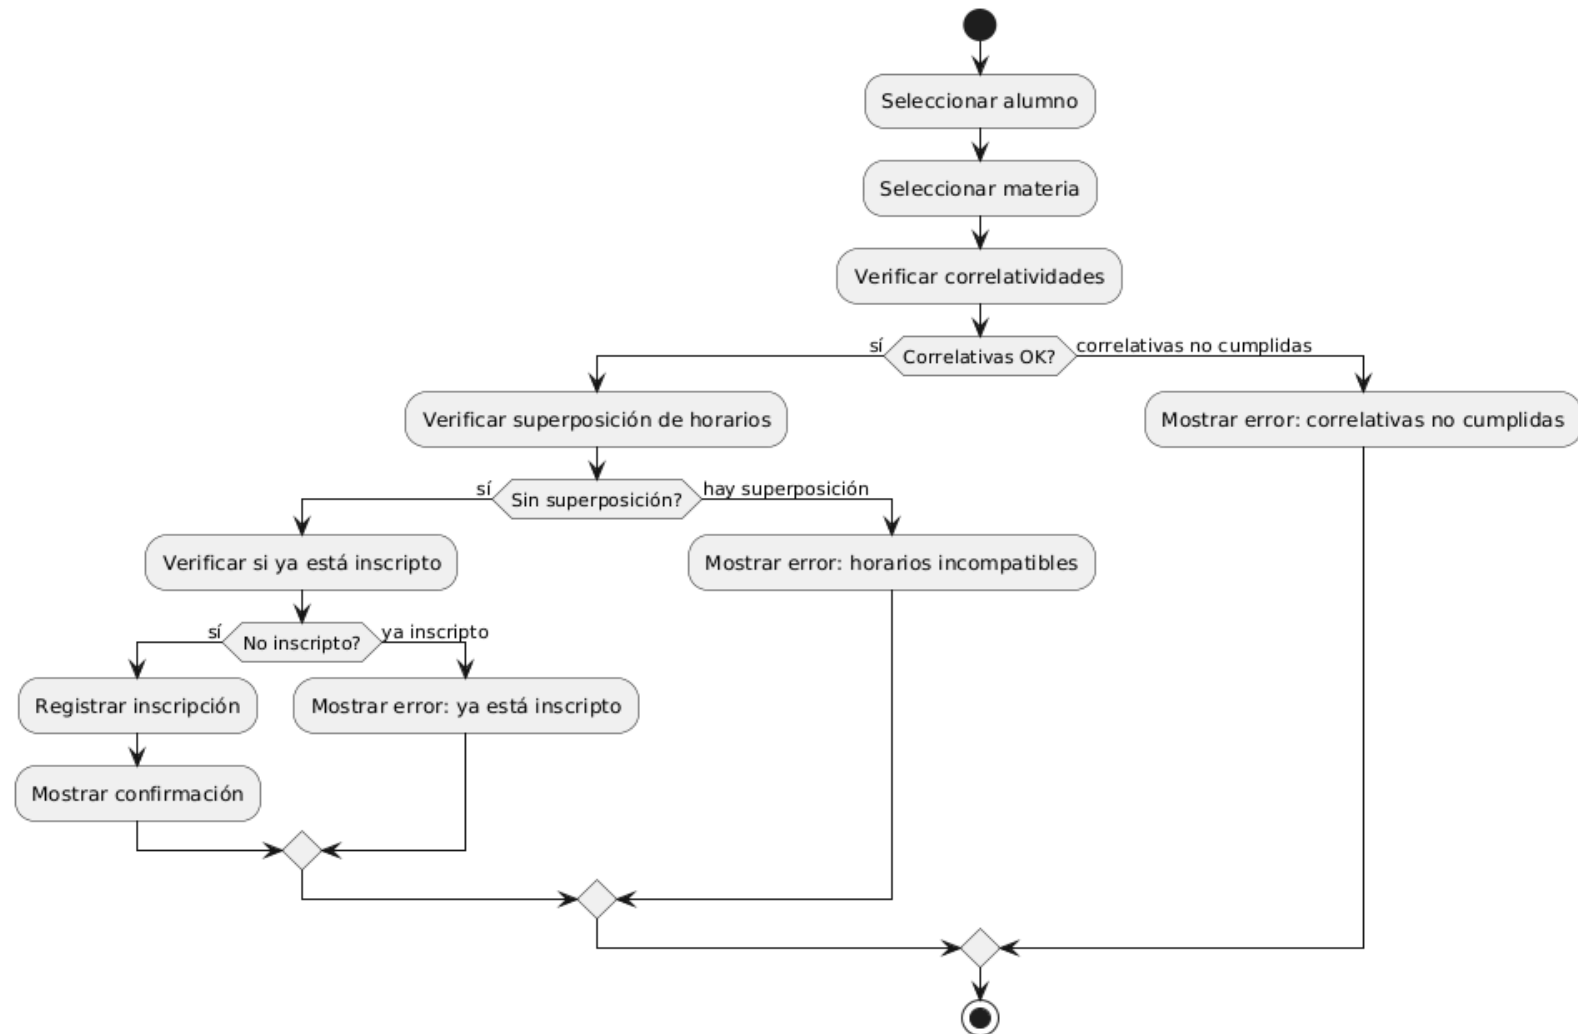 Seleccionar alumno
Seleccionar materia
Verificar correlatividades
sí
Correlativas OK?
correlativas no cumplidas
Verificar superposición de horarios
Mostrar error: correlativas no cumplidas
sí
Sin superposición?
hay superposición
Verificar si ya está inscripto
Mostrar error: horarios incompatibles
sí
No inscripto?
ya inscripto
Registrar inscripción
Mostrar error: ya está inscripto
Mostrar confirmación